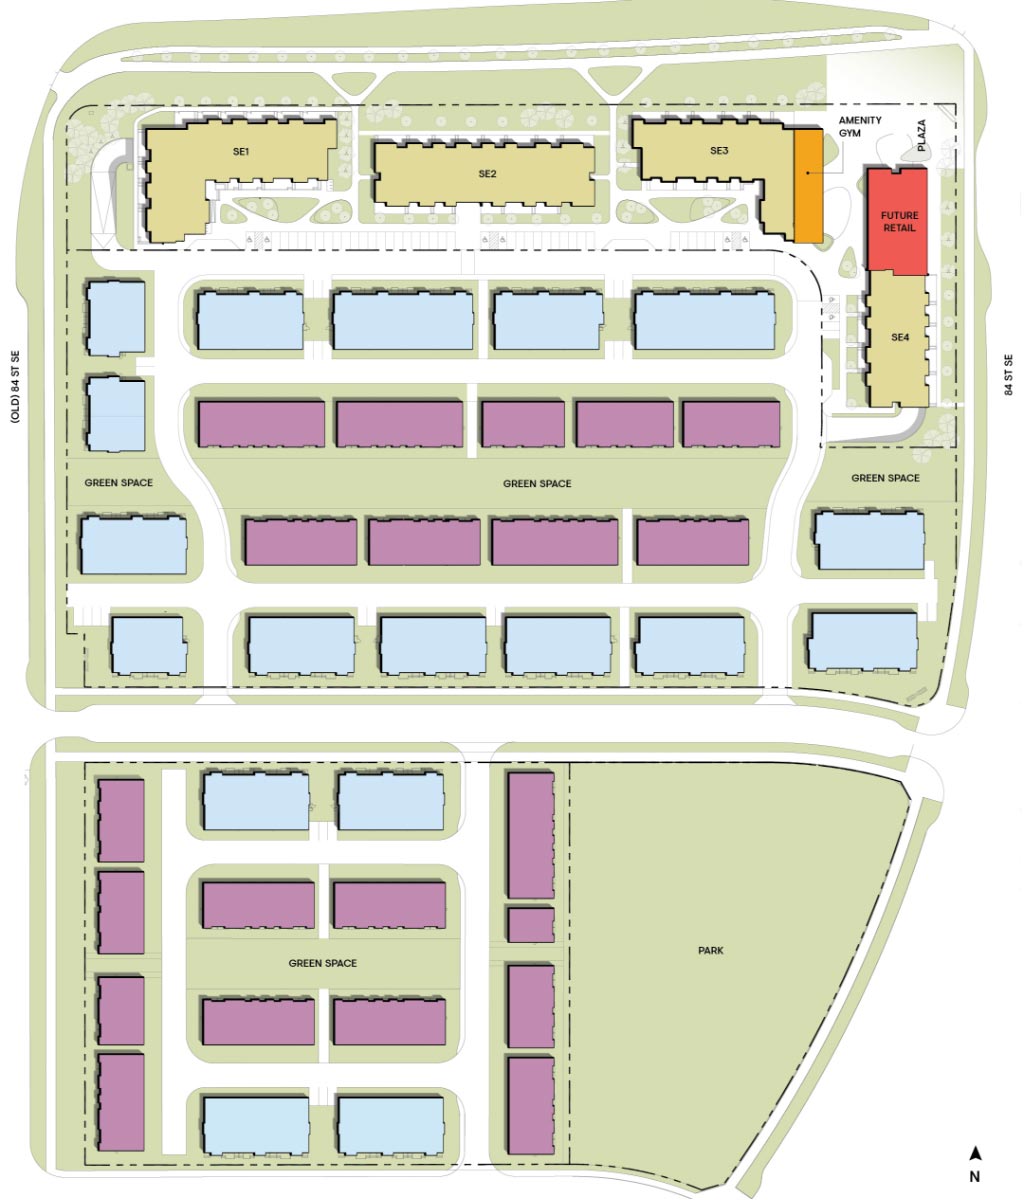 AMENITY
GYM
PLAZA
SE1
SE2
SE3
FUTURE
RETAIL
SE4
(OLD) 84 ST SE
84 ST SE
GREEN SPACE
GREEN SPACE
GREEN SPACE
PARK
GREEN SPACE
N